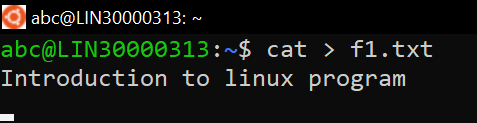 abc@LIN30000313: ~
abc@LIN30000313:~$ cat > f1.txt
Introduction to linux program